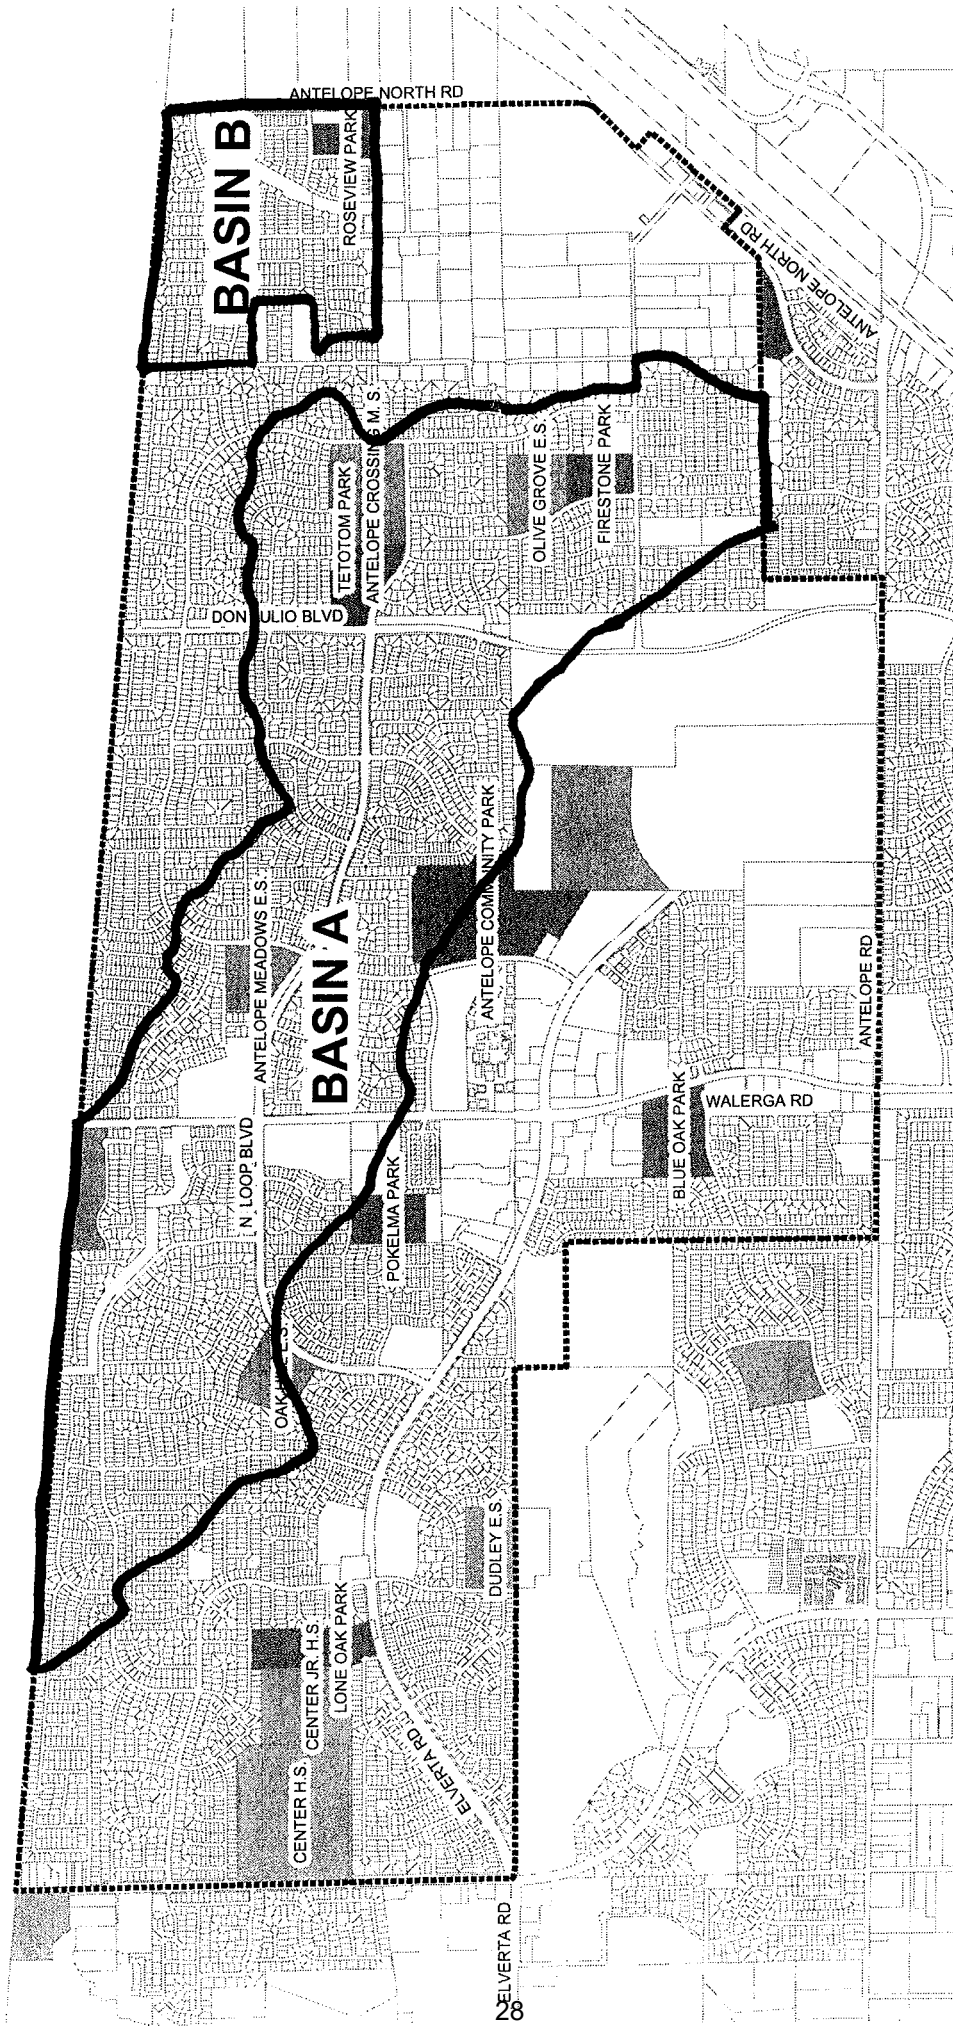 ANTELOPE NORTH RD
BASIN B
ROSEVIEW PARK
ANTELOPE NORTH RD
TETOTOM PARK
ANTELOPE CROSSING M. S.
OLIVE GROVE E.S.
FIRESTONE PARK
DON JULIO BLVD
ANTELOPE MEADOWS E.S.
BASIN A
ANTELOPE COMMUNITY PARK
ANTELOPE RD
N. LOOP BLVD
POKELMA PARK
BLUE OAK PARK
WALERGA RD
OAK E.S.
DUDLEY E.S.
CENTER H.S.
CENTER JR. H.S.
LONE OAK PARK
ELVERTA RD
ELVERTA RD
28